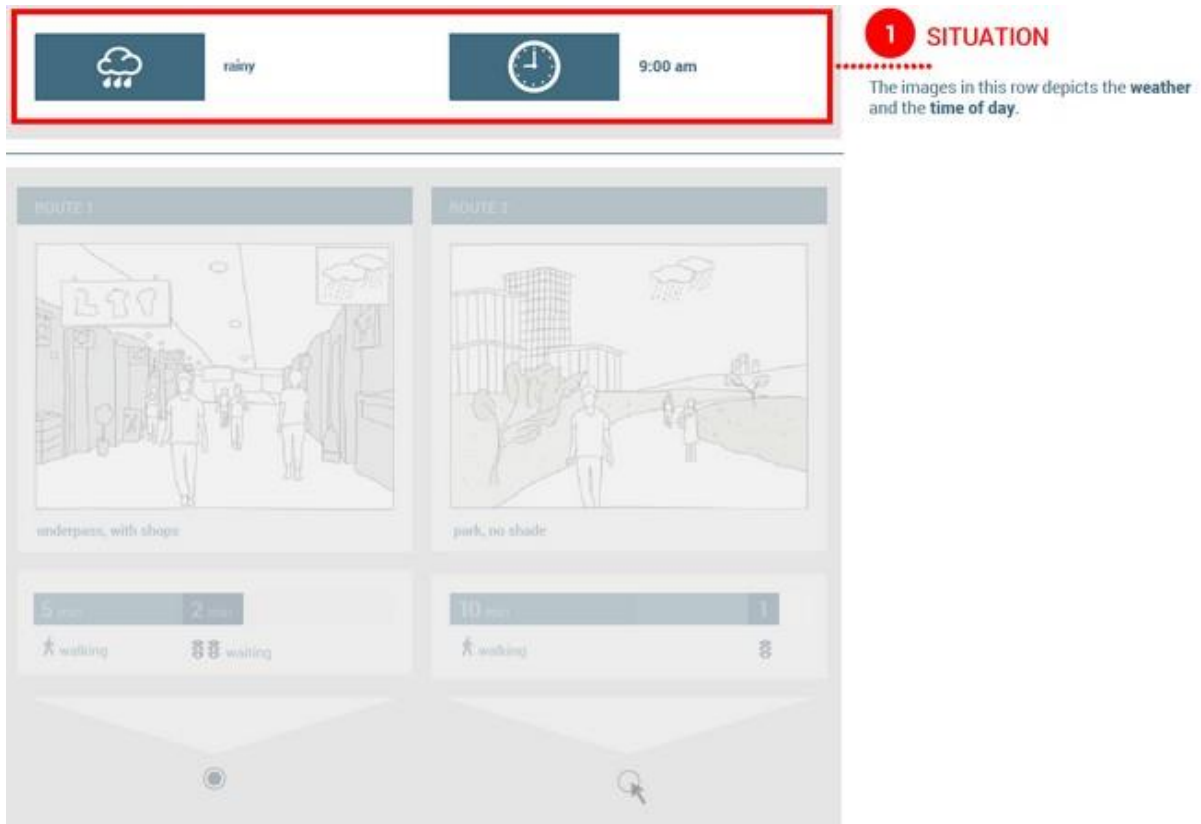 rainy
9:00 am
1 SITUATION
The images in this row depicts the weather
and the time of day.
ROUTE 1
ROUTE 2
underpass, with shops
park, no shade
5 min 2 min
walking waiting
10 min 1
walking